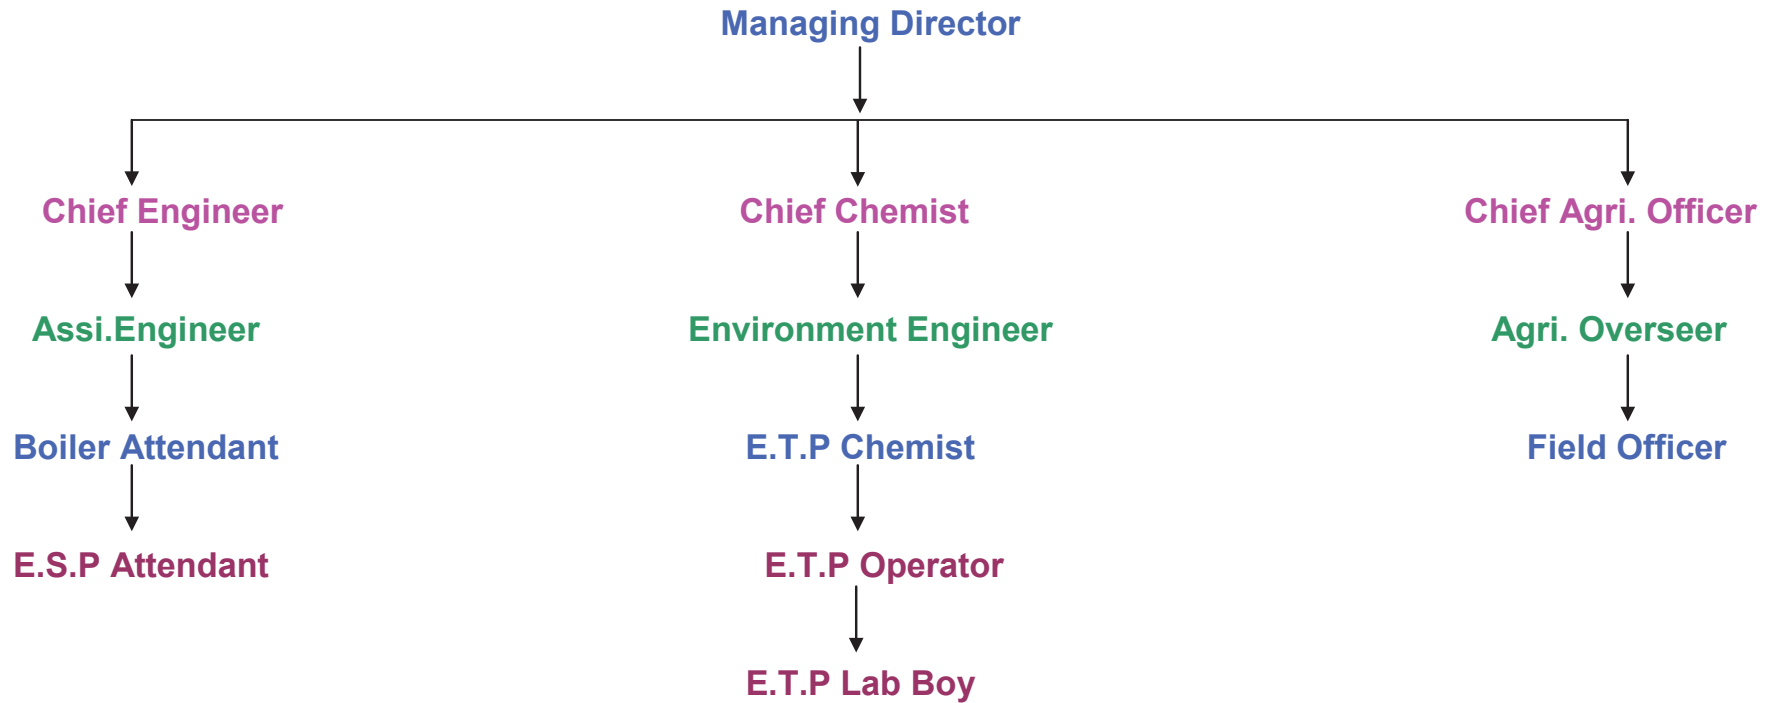 Managing Director
Chief Engineer Chief Chemist Chief Agri. Officer
Assi.Engineer Environment Engineer Agri. Overseer
Boiler Attendant E.T.P Chemist Field Officer
E.S.P Attendant E.T.P Operator
E.T.P Lab Boy